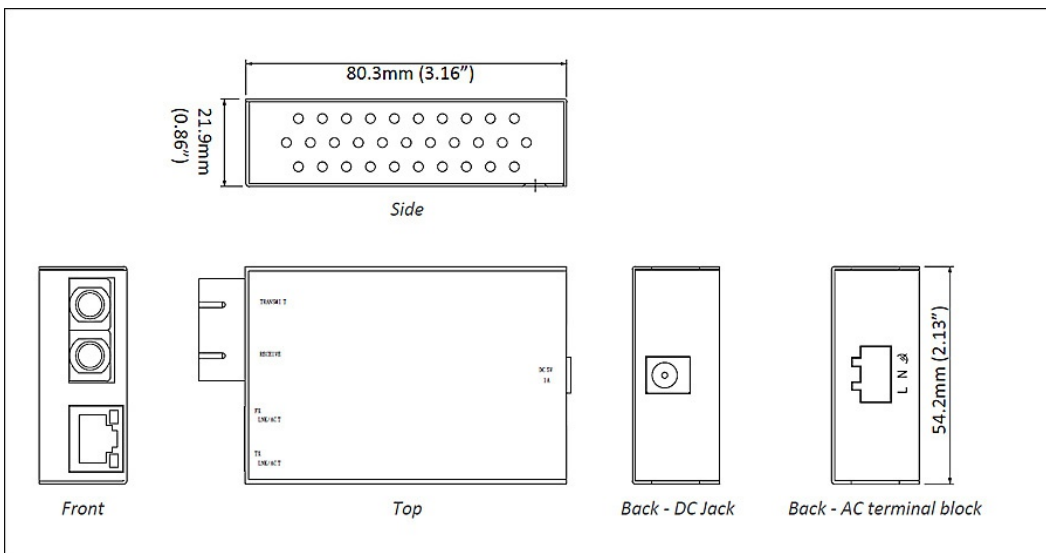 80.3mm (3.16”)
21.9mm
(0.86”)
Side
TRANSMIT
RECEIVE
DC 5V
1A
F1
LNK/ACT
T1
LNK/ACT
L N
54.2mm (2.13”)
Front
Top
Back - DC Jack
Back - AC terminal block